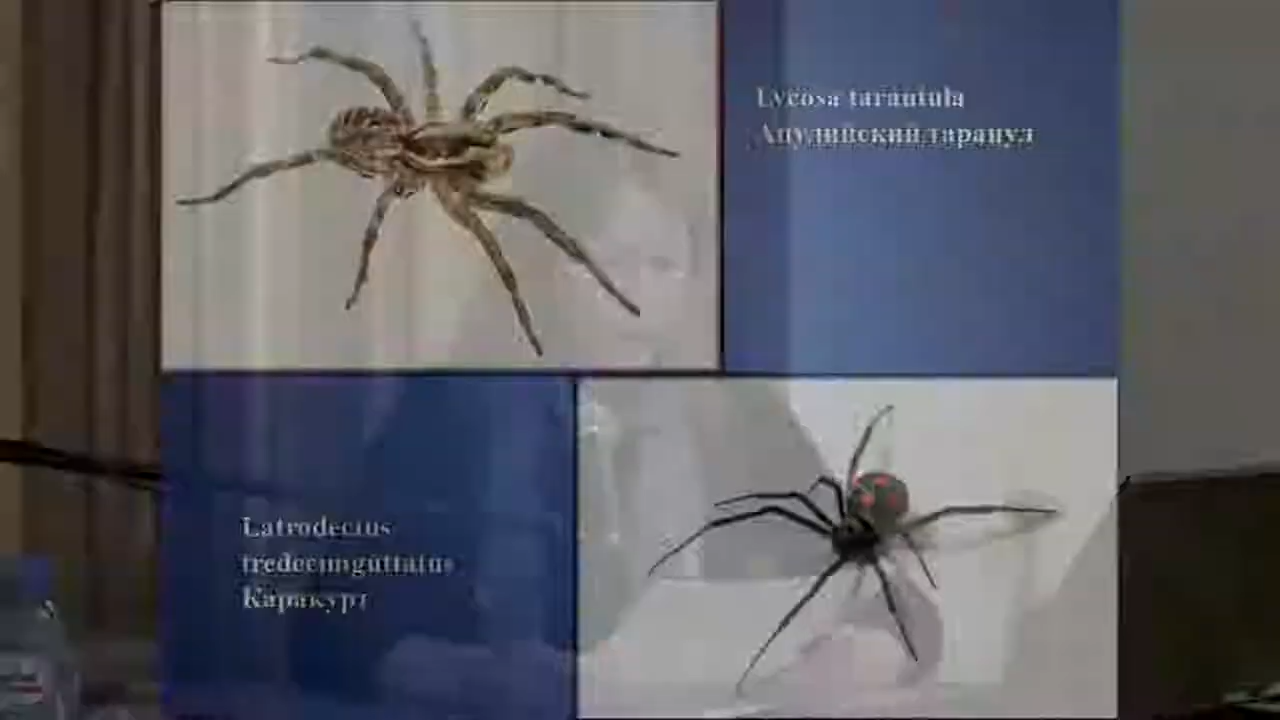 Lycosa tarantula
Апулийский тарантул
Latrodectus
tredecimguttatus
Каракурт